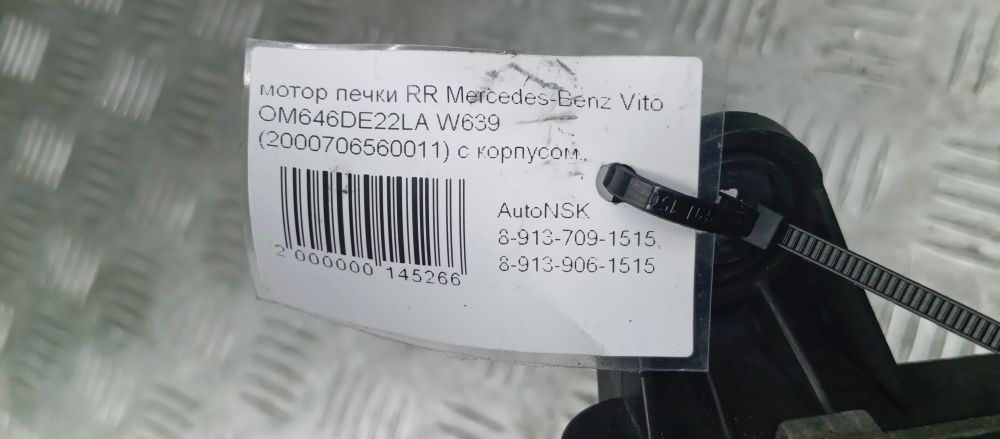 мотор печки RR Mercedes-Benz Vito
OM646DE22LA W639
(2000706560011) с корпусом,
AutoNSK
8-913-709-1515,
8-913-906-1515
2 000000 145266